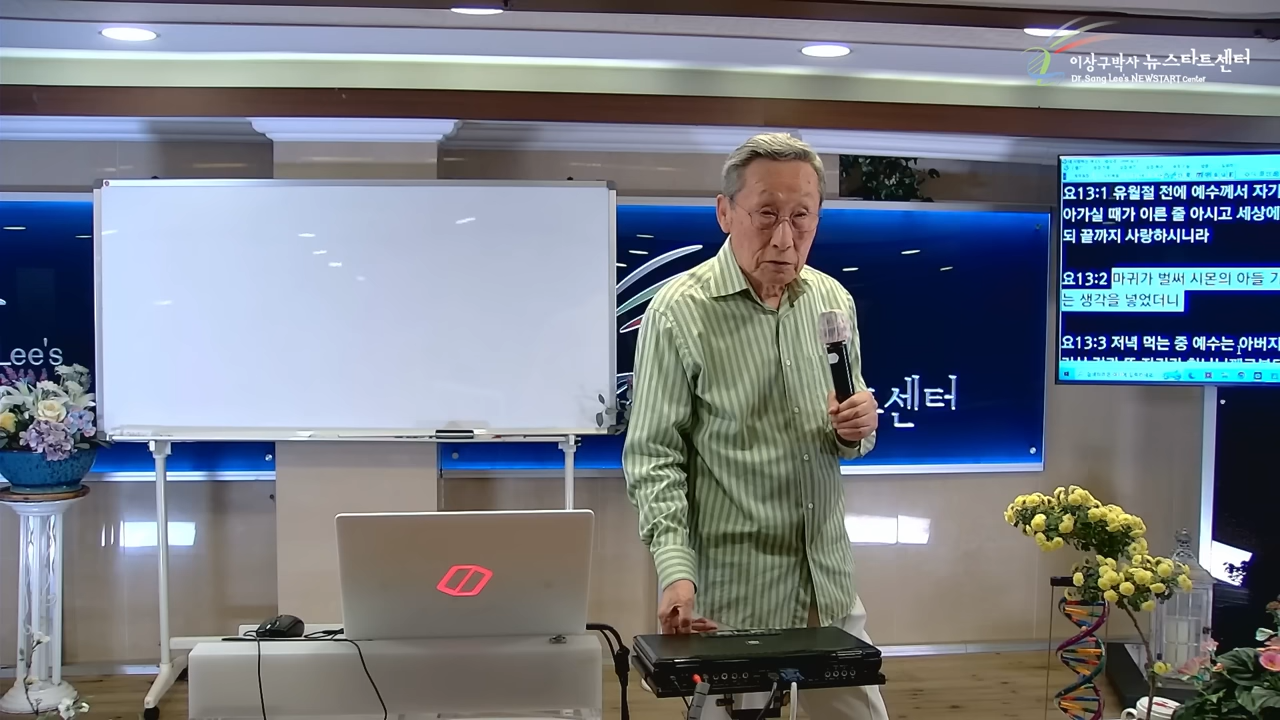 이상구박사 뉴스타트센터
Dr. Sang Lee's NEWSTART Center
요13:1 유월절 전에 예수께서 자기
아가실 때가 이른 줄 아시고 세상에
되 끝까지 사랑하시니라
요13:2 마귀가 벌써 시몬의 아들 가
는 생각을 넣었더니
요13:3 저녁 먹는 중 예수는 아버지
Lee's
센터